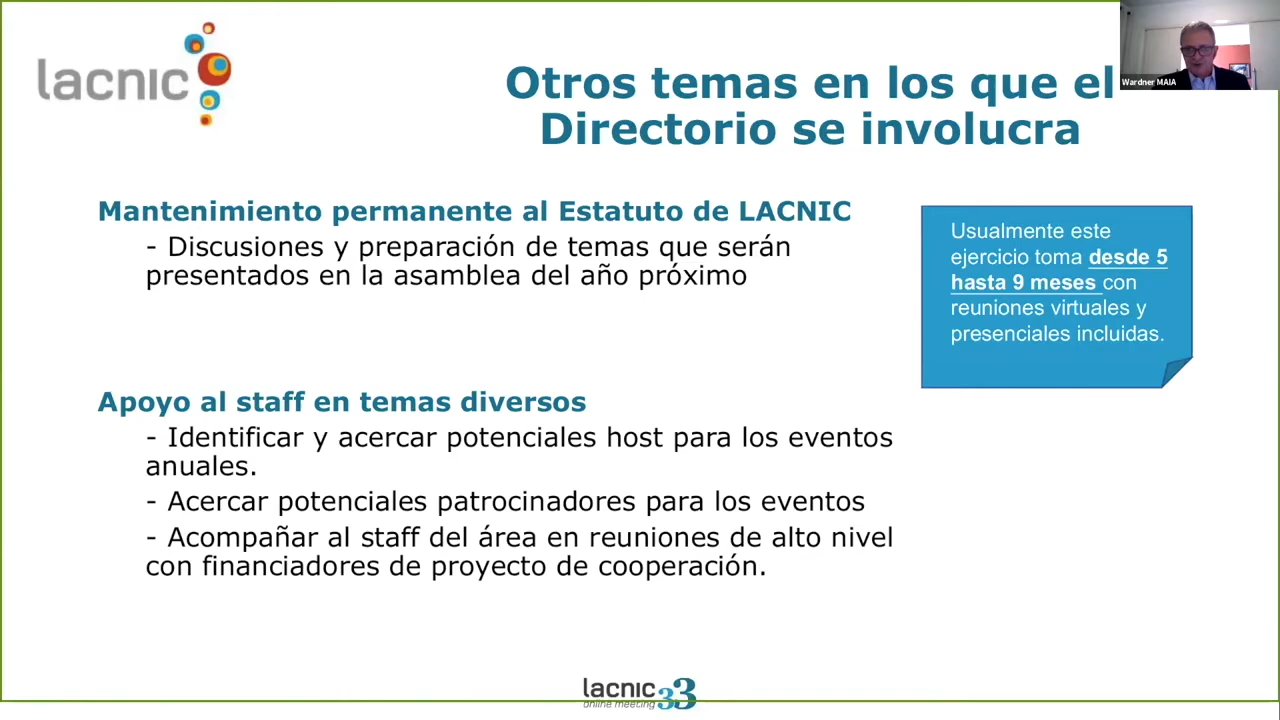 lacnic
Otros temas en los que el
Directorio se involucra
Wardner MAIA
Mantenimiento permanente al Estatuto de LACNIC
- Discusiones y preparación de temas que serán
presentados en la asamblea del año próximo
Usualmente este
ejercicio toma desde 5
hasta 9 meses con
reuniones virtuales y
presenciales incluidas.
Apoyo al staff en temas diversos
- Identificar y acercar potenciales host para los eventos
anuales.
- Acercar potenciales patrocinadores para los eventos
- Acompañar al staff del área en reuniones de alto nivel
con financiadores de proyecto de cooperación.
lacnic 33
online meeting